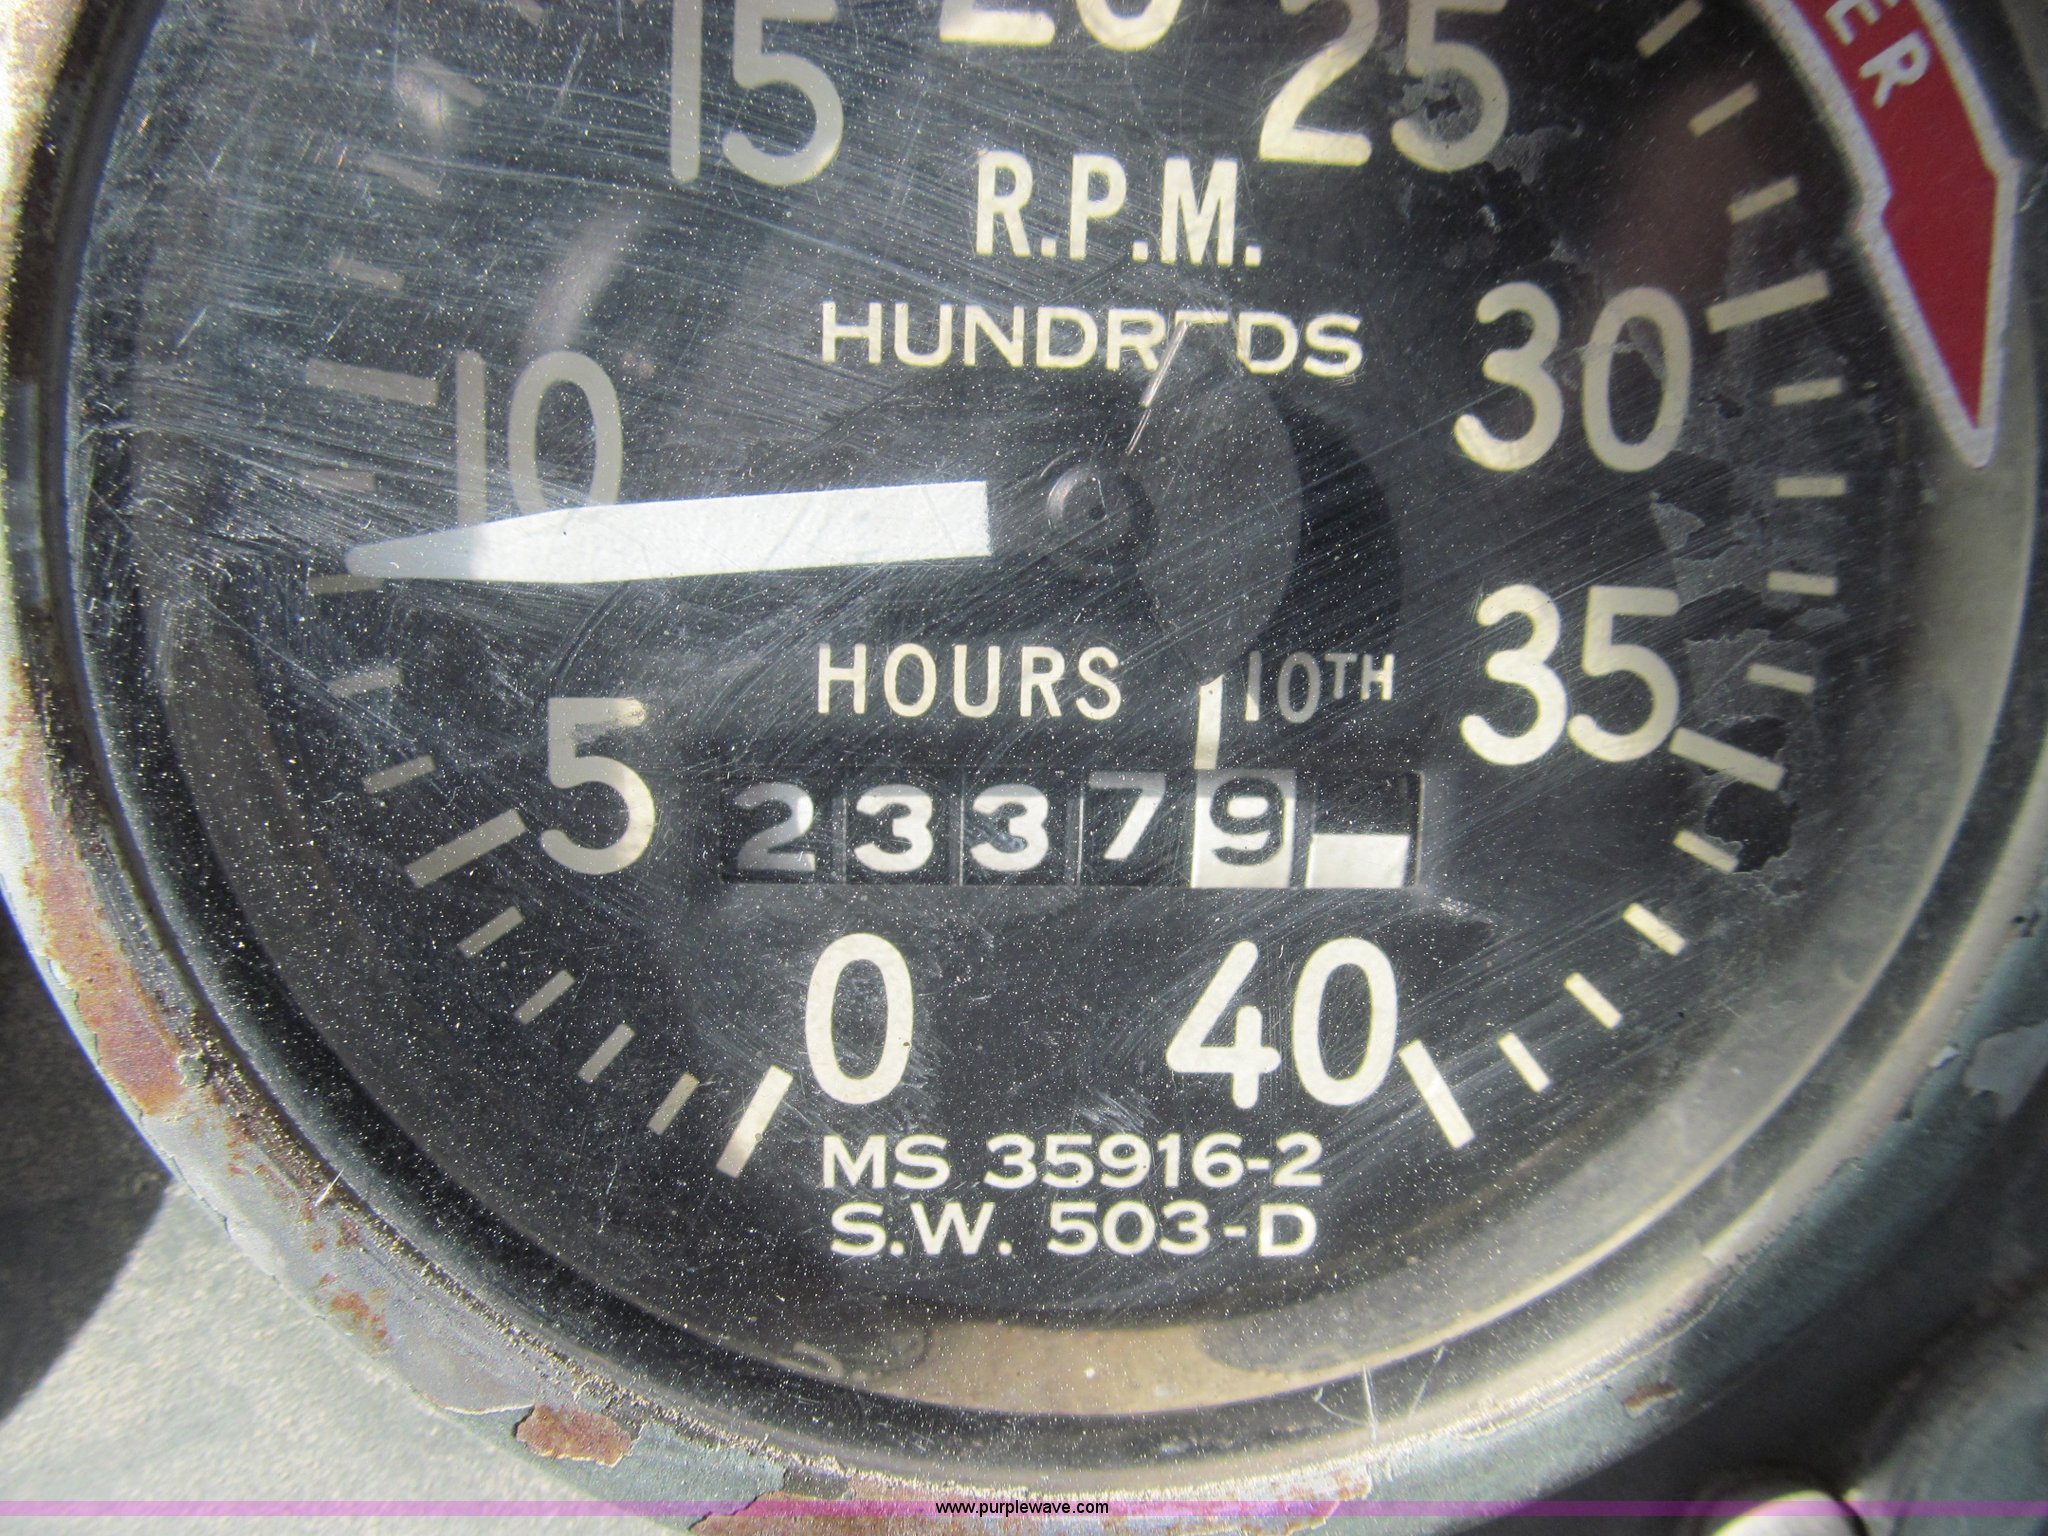 15
25
R.P.M.
HUNDREDS
10
30
HOURS 10TH
5
35
23379
0
40
MS 35916-2
S.W. 503-D
www.purplewave.com